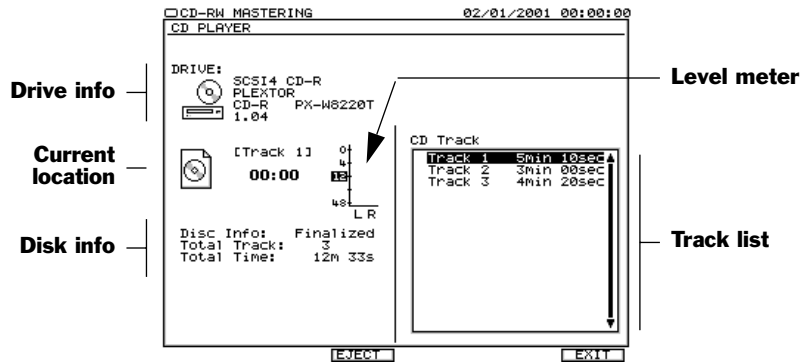 CD-RW MASTERING 02/01/2001 00:00:00
CD PLAYER
DRIVE:
SCSI4 CD-R
PLEXTOR
CD-R PX-W8220T
1.04
Drive info
Level meter
Current
location
[Track 1]
00:00
0
4
12
48
L R
CD Track
Track 1 5min 10sec
Track 2 3min 00sec
Track 3 4min 20sec
Disk info
Disc Info: Finalized
Total Track: 3
Total Time: 12m 33s
Track list
EJECT
EXIT